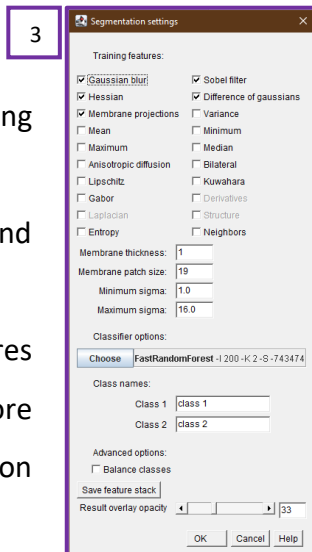 3
Segmentation settings
Training features:
Gaussian blur Sobel filter
Hessian Difference of gaussians
Membrane projections Variance
Mean Minimum
Maximum Median
Anisotropic diffusion Bilateral
Lipschitz Kuwahara
Gabor Derivatives
Laplacian Structure
Entropy Neighbors
Membrane thickness: 1
Membrane patch size: 19
Minimum sigma: 1.0
Maximum sigma: 16.0
Classifier options:
Choose FastRandomForest -I 200 -K 2 -S -743474
Class names:
Class 1 class 1
Class 2 class 2
Advanced options:
Balance classes
Save feature stack
Result overlay opacity 33
OK Cancel Help